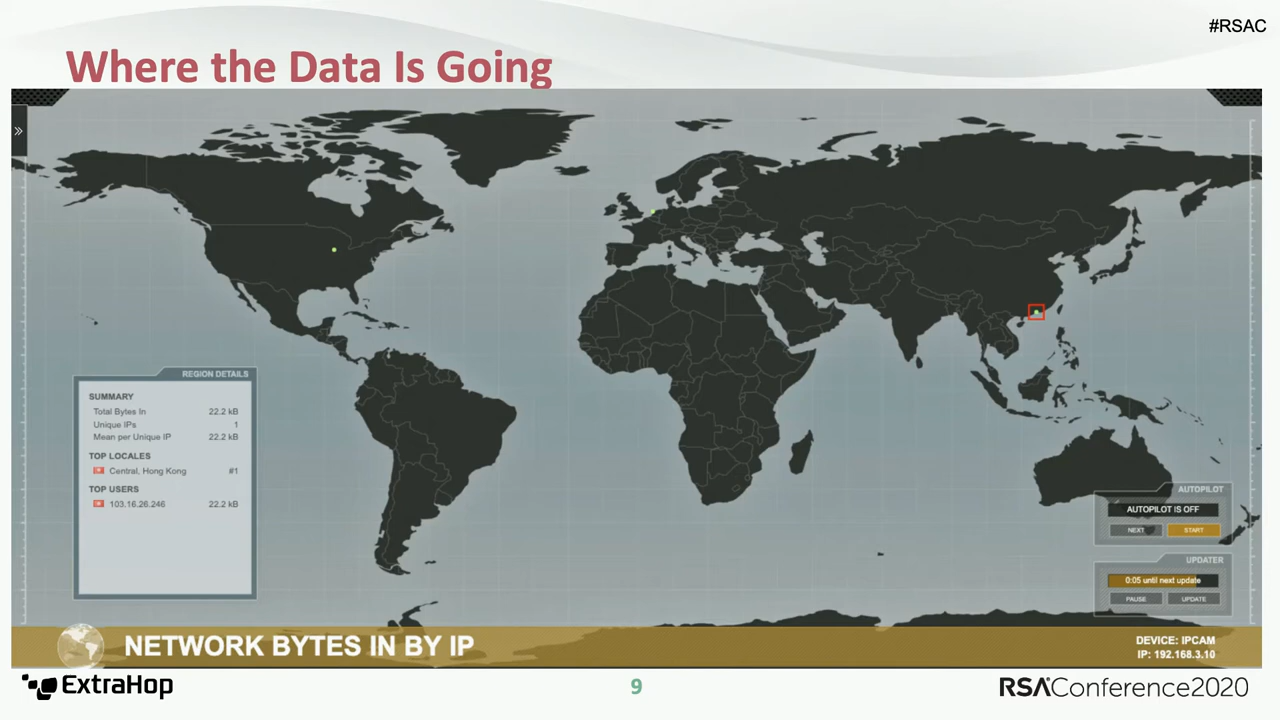 #RSAC
Where the Data Is Going
»
REGION DETAILS
SUMMARY
Total Bytes In 22.2 kB
Unique IPs 1
Mean per Unique IP 22.2 kB
TOP LOCALES
Central, Hong Kong #1
TOP USERS
103.16.26.246 22.2 kB
AUTOPILOT
AUTOPILOT IS OFF
NEXT START
UPDATER
0:05 until next update
PAUSE UPDATE
NETWORK BYTES IN BY IP
DEVICE: IPCAM
IP: 192.168.3.10
ExtraHop
9
RSAConference2020